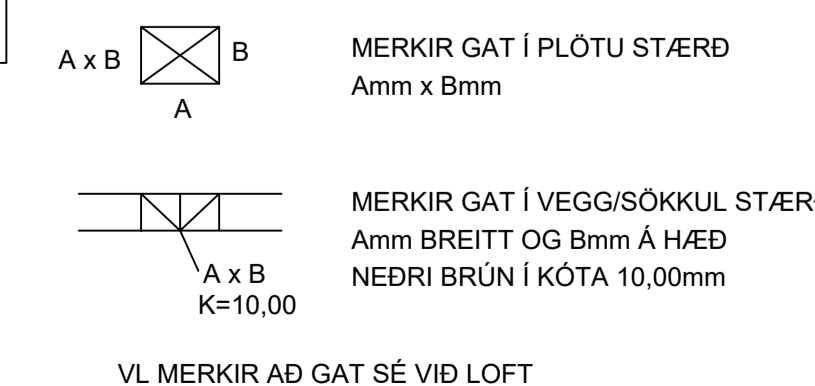 A x B
B
A
MERKIR GAT Í PLÖTU STÆRÐ
Amm x Bmm
MERKIR GAT Í VEGG/SÖKKUL
Amm BREITT OG Bmm Á HÆÐ
NEÐRI BRÚN Í KÓTA 10,00mm
A x B
K=10,00
VL MERKIR AÐ GAT SÉ VIÐ LOFT